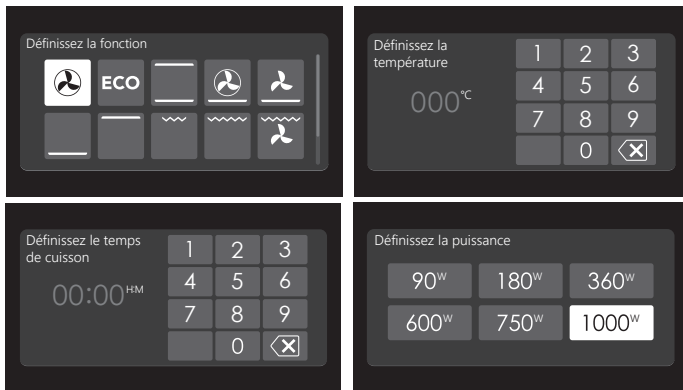 Définissez la fonction
ECO
Définissez la
température
000°C
1 2 3
4 5 6
7 8 9
0
Définissez le temps
de cuisson
00:00 H:M
1 2 3
4 5 6
7 8 9
0
Définissez la puissance
90W 180W 360W
600W 750W 1000W